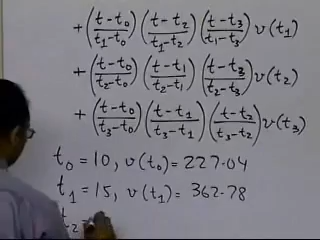 + ((t-t₀)/(t₁-t₀)) ((t-t₂)/(t₁-t₂)) ((t-t₃)/(t₁-t₃)) v(t₁)
+ ((t-t₀)/(t₂-t₀)) ((t-t₁)/(t₂-t₁)) ((t-t₃)/(t₂-t₃)) v(t₂)
+ ((t-t₀)/(t₃-t₀)) ((t-t₁)/(t₃-t₁)) ((t-t₂)/(t₃-t₂)) v(t₃)
t₀ = 10, v(t₀) = 227.04
t₁ = 15, v(t₁) = 362.78
t₂ =